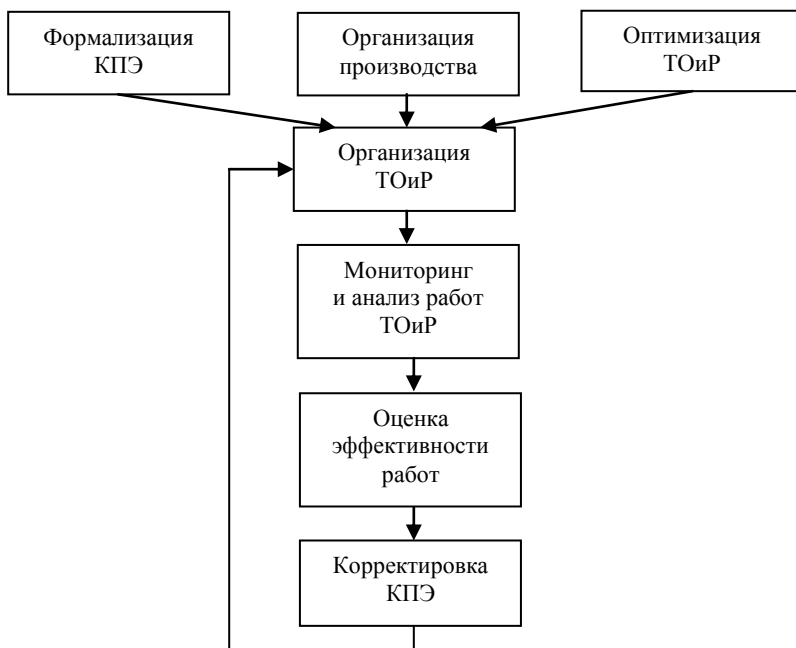 Формализация
КПЭ
Организация
производства
Оптимизация
ТОиР
Организация
ТОиР
Мониторинг
и анализ работ
ТОиР
Оценка
эффективности
работ
Корректировка
КПЭ